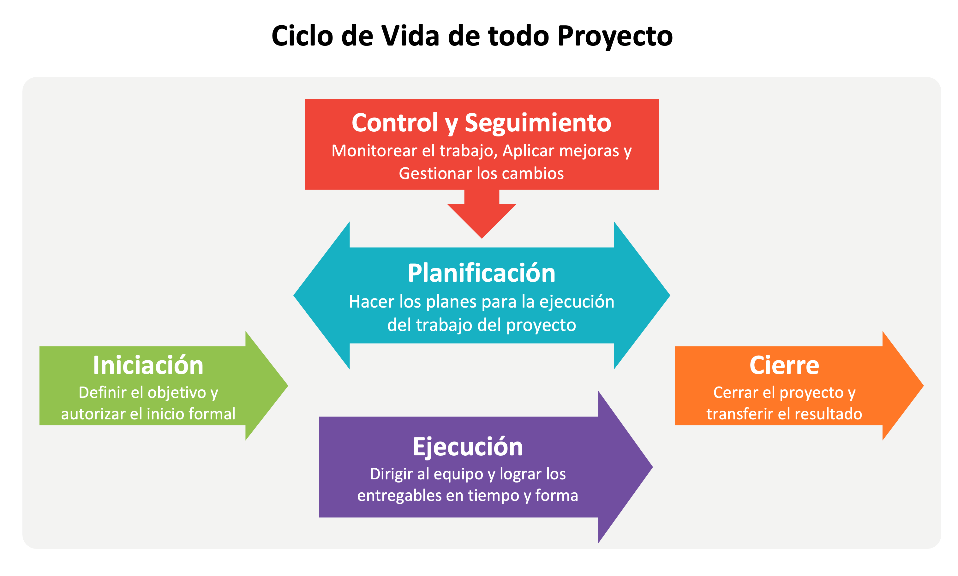 Ciclo de Vida de todo Proyecto
Control y Seguimiento
Monitorear el trabajo, Aplicar mejoras y
Gestionar los cambios
Planificación
Hacer los planes para la ejecución
del trabajo del proyecto
Iniciación
Definir el objetivo y
autorizar el inicio formal
Cierre
Cerrar el proyecto y
transferir el resultado
Ejecución
Dirigir al equipo y lograr los
entregables en tiempo y forma